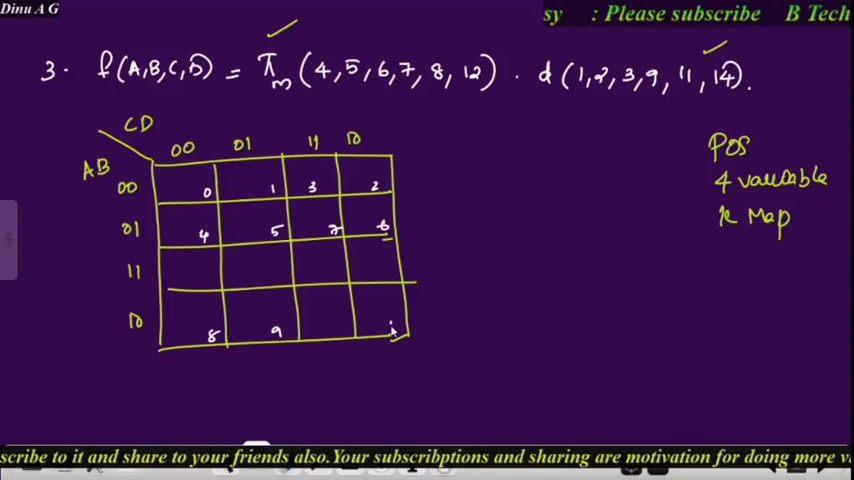 Dinu A G
sy : Please subscribe B Tech
3. f(A,B,C,D) = πm (4,5,6,7,8,12) . d(1,2,3,9,11,14).
CD
AB
00 01 11 10
00 0 1 3 2
01 4 5 7 6
11
10 8 9
POS
4 variable
K Map
scribe to it and share to your friends also.Your subscribptions and sharing are motivation for doing more v